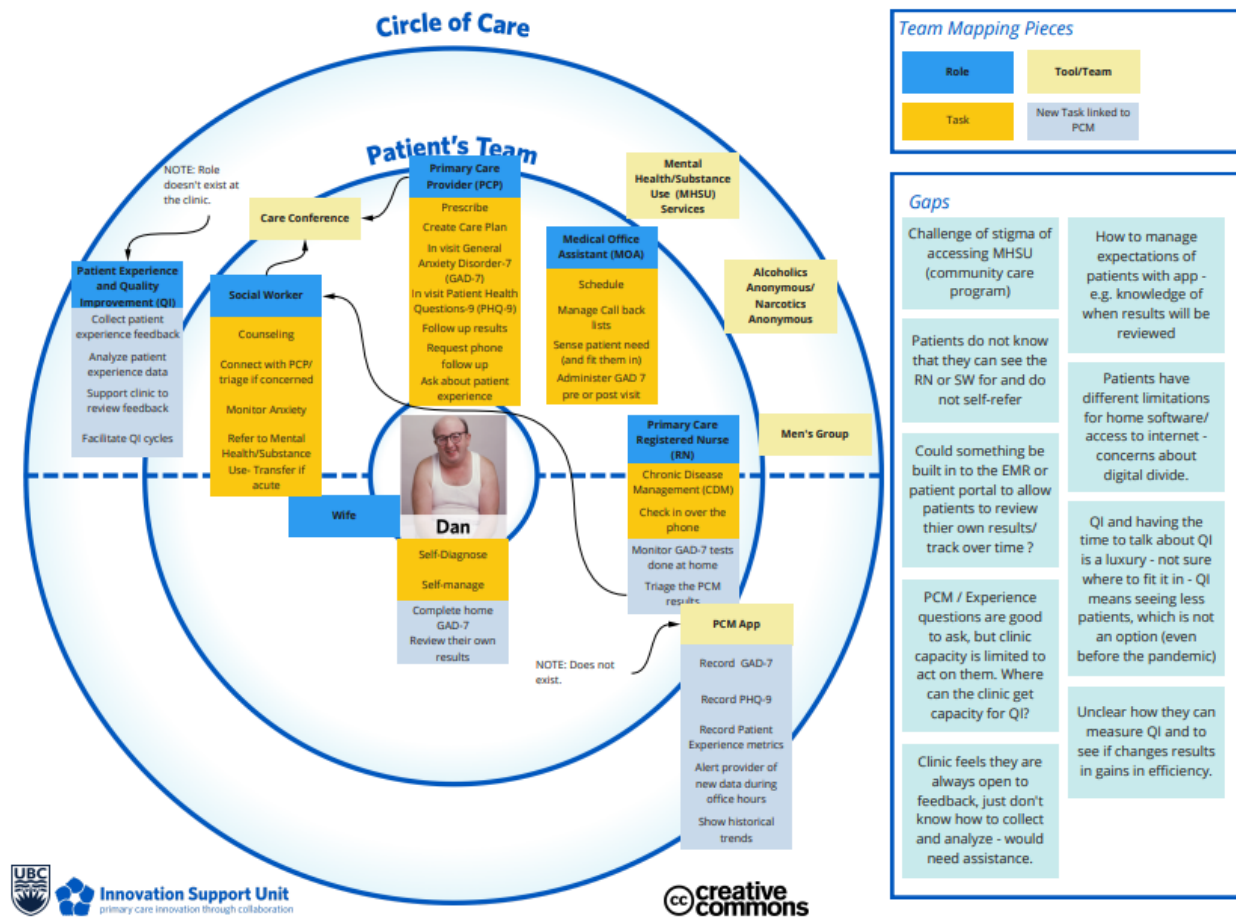 Circle of Care
Patient's Team
NOTE: Role
doesn't exist at
the clinic.
Patient Experience
and Quality
Improvement (QI)
Collect patient
experience feedback
Analyze patient
experience data
Support clinic to
review feedback
Facilitate QI cycles
Care Conference
Social Worker
Counseling
Connect with PCP/
triage if concerned
Monitor Anxiety
Refer to Mental
Health/Substance
Use- Transfer if
acute
Primary Care
Provider (PCP)
Prescribe
Create Care Plan
In visit General
Anxiety Disorder-7
(GAD-7)
In visit Patient Health
Questions-9 (PHQ-9)
Follow up results
Request phone
follow up
Ask about patient
experience
Medical Office
Assistant (MOA)
Schedule
Manage Call back
lists
Sense patient need
(and fit them in)
Administer GAD 7
pre or post visit
Mental
Health/Substance
Use (MHSU)
Services
Alcoholics
Anonymous/
Narcotics
Anonymous
Men's Group
Primary Care
Registered Nurse
(RN)
Chronic Disease
Management (CDM)
Check in over the
phone
Monitor GAD-7 tests
done at home
Triage the PCM
results
Wife
Dan
Self-Diagnose
Self-manage
Complete home
GAD-7
Review their own
results
NOTE: Does not
exist.
PCM App
Record GAD-7
Record PHQ-9
Record Patient
Experience metrics
Alert provider of
new data during
office hours
Show historical
trends
Team Mapping Pieces
Role
Tool/Team
Task
New Task linked to
PCM
Gaps
Challenge of stigma of
accessing MHSU
(community care
program)
Patients do not know
that they can see the
RN or SW for and do
not self-refer
Could something be
built in to the EMR or
patient portal to allow
patients to review
thier own results/
track over time ?
PCM / Experience
questions are good
to ask, but clinic
capacity is limited to
act on them. Where
can the clinic get
capacity for QI?
Clinic feels they are
always open to
feedback, just don't
know how to collect
and analyze - would
need assistance.
How to manage
expectations of
patients with app -
e.g. knowledge of
when results will be
reviewed
Patients have
different limitations
for home software/
access to internet -
concerns about
digital divide.
QI and having the
time to talk about QI
is a luxury - not sure
where to fit it in - QI
means seeing less
patients, which is not
an option (even
before the pandemic)
Unclear how they can
measure QI and to
see if changes results
in gains in efficiency.
UBC
Innovation Support Unit
primary care innovation through collaboration
cc creative
commons